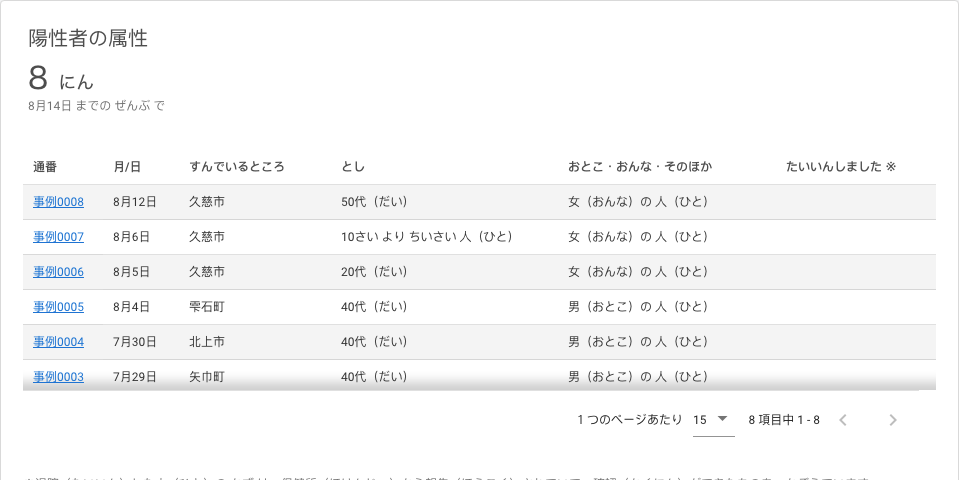 陽性者の属性
8 にん
8月14日 までの ぜんぶ で
通番 月/日 すんでいるところ とし おとこ・おんな・そのほか たいいんしました ※
事例0008 8月12日 久慈市 50代（だい） 女（おんな）の 人（ひと）
事例0007 8月6日 久慈市 10さい より ちいさい 人（ひと） 女（おんな）の 人（ひと）
事例0006 8月5日 久慈市 20代（だい） 女（おんな）の 人（ひと）
事例0005 8月4日 雫石町 40代（だい） 男（おとこ）の 人（ひと）
事例0004 7月30日 北上市 40代（だい） 男（おとこ）の 人（ひと）
事例0003 7月29日 矢巾町 40代（だい） 男（おとこ）の 人（ひと）
1 つのページあたり 15 8 項目中 1 - 8